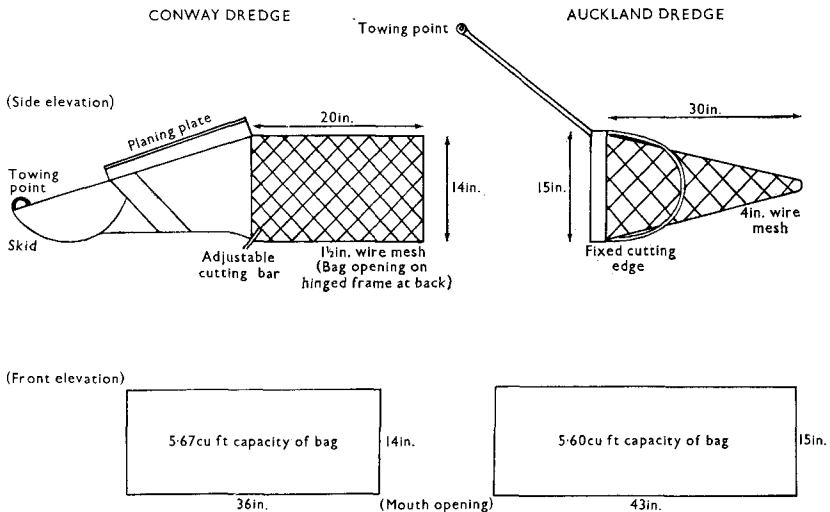 CONWAY DREDGE
AUCKLAND DREDGE
Towing point
(Side elevation)
Planing plate
20in.
30in.
Towing
point
14in.
15in.
Skid
4in. wire
mesh
Adjustable
cutting bar
1½in. wire mesh
(Bag opening on
hinged frame at back)
Fixed cutting
edge
(Front elevation)
5·67cu ft capacity of bag
14in.
5·60cu ft capacity of bag
15in.
36in.
(Mouth opening)
43in.